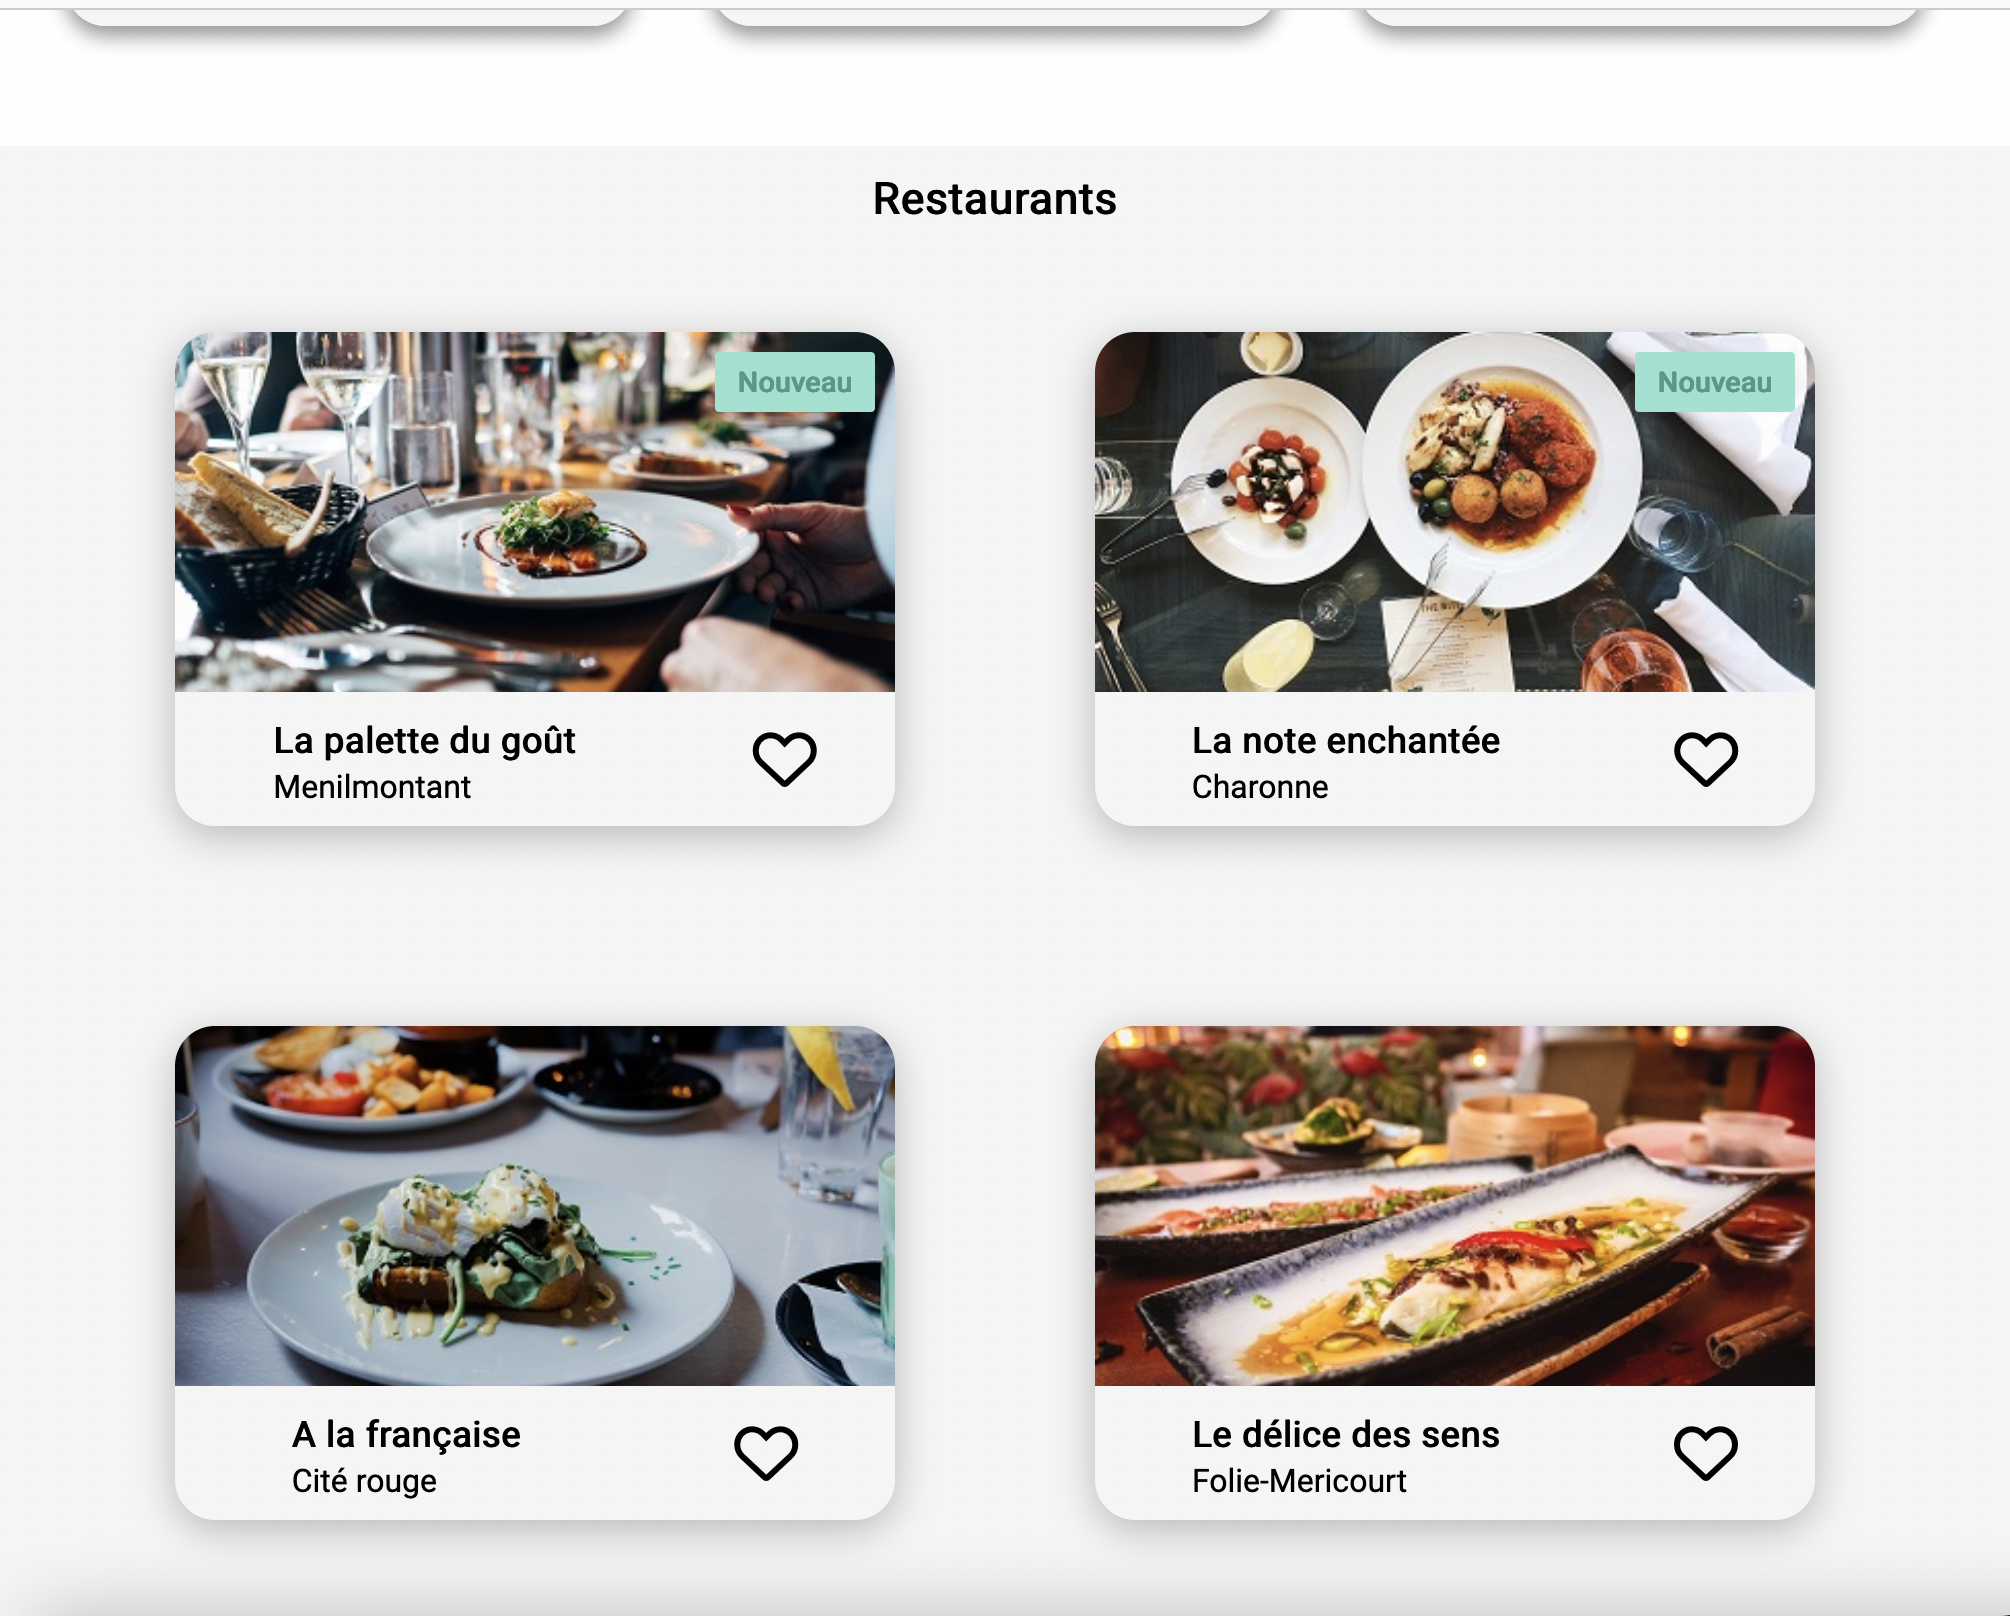 Restaurants
Nouveau
Nouveau
La palette du goût
Menilmontant
La note enchantée
Charonne
A la française
Cité rouge
Le délice des sens
Folie-Mericourt